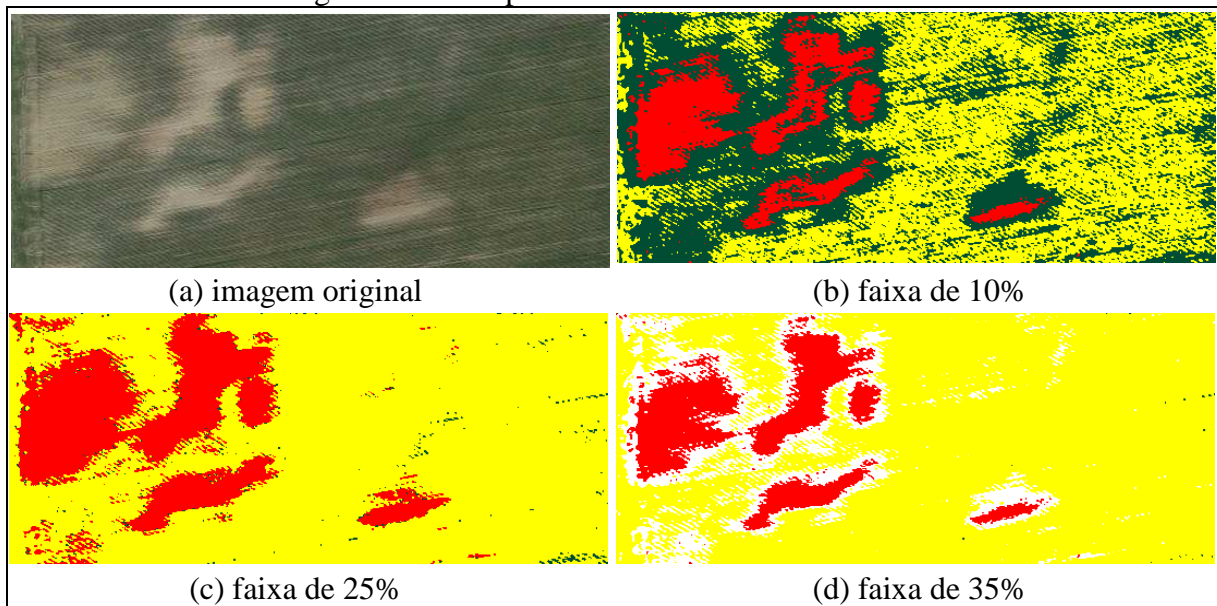 (a) imagem original
(b) faixa de 10%
(c) faixa de 25%
(d) faixa de 35%